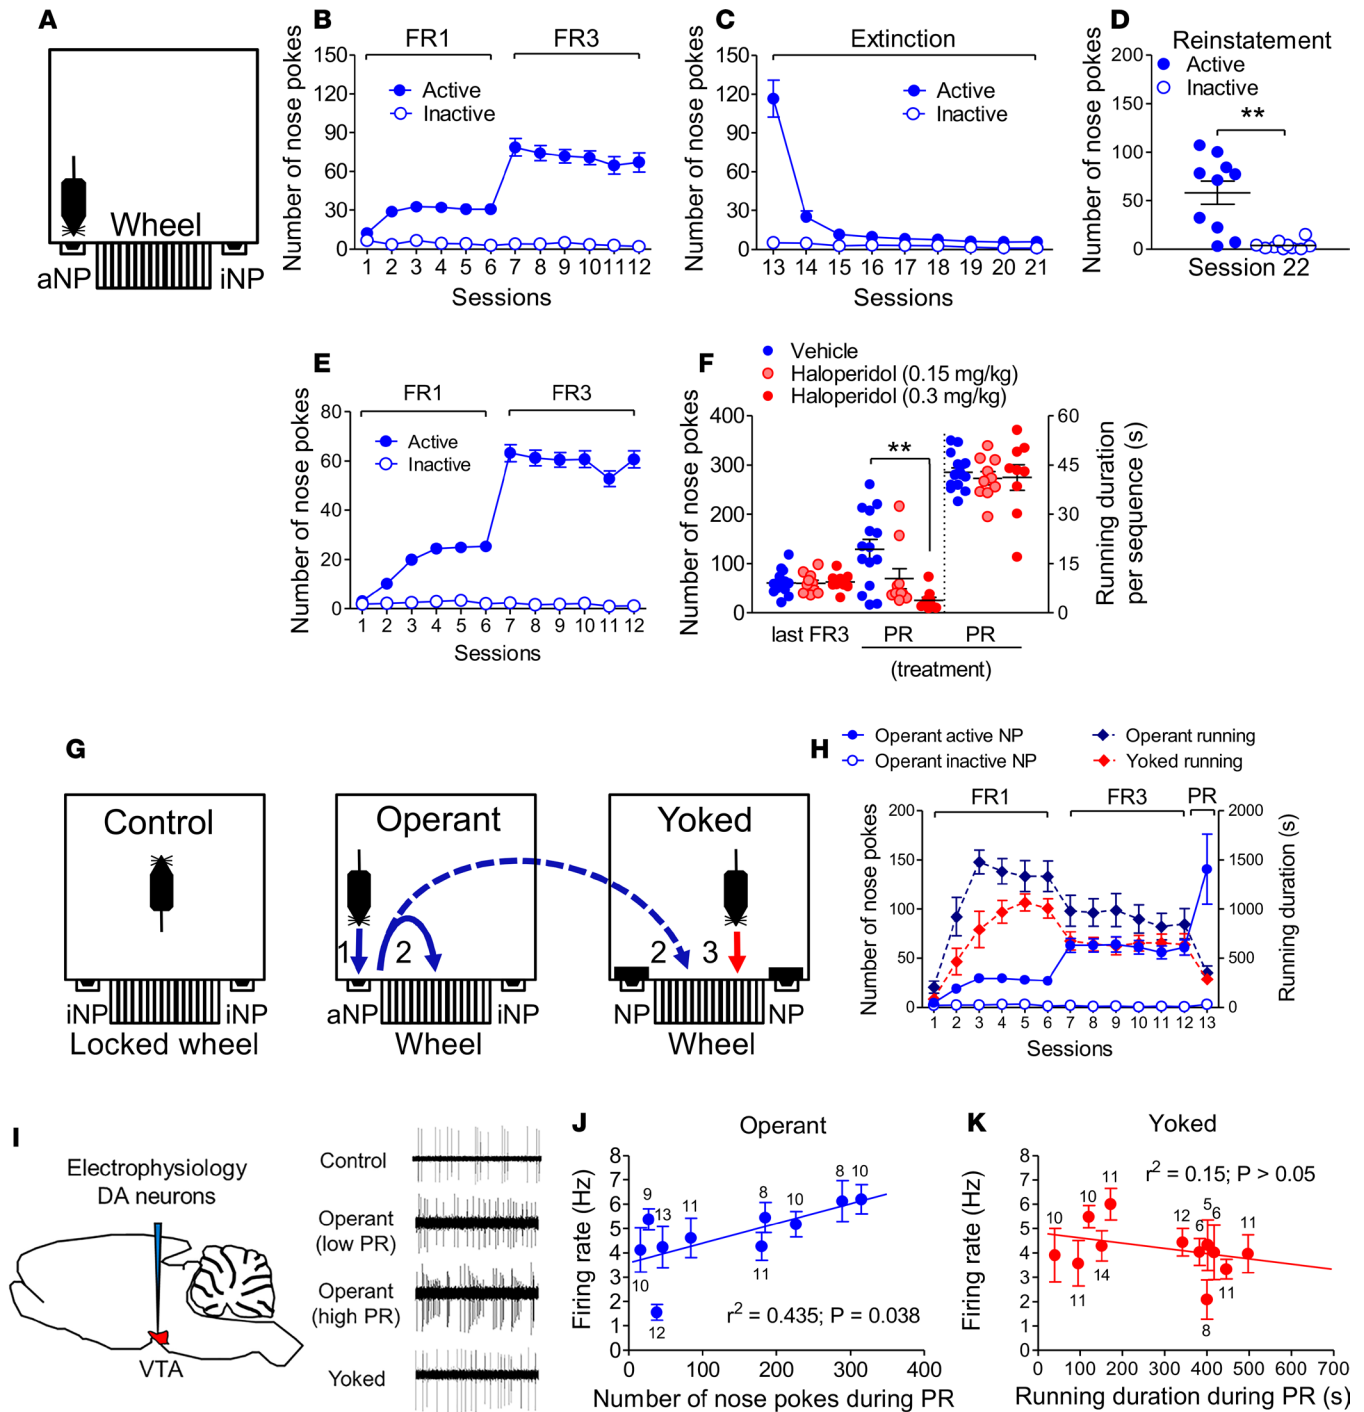 A
Wheel
aNP
iNP
B
FR1
FR3
Number of nose pokes
150
120
90
60
30
0
Active
Inactive
1 2 3 4 5 6 7 8 9 10 11 12
Sessions
C
Extinction
Number of nose pokes
150
120
90
60
30
0
Active
Inactive
13 14 15 16 17 18 19 20 21
Sessions
D
Reinstatement
Number of nose pokes
200
150
100
50
0
Active
Inactive
**
Session 22
E
FR1
FR3
Number of nose pokes
80
60
40
20
0
Active
Inactive
1 2 3 4 5 6 7 8 9 10 11 12
Sessions
F
Vehicle
Haloperidol (0.15 mg/kg)
Haloperidol (0.3 mg/kg)
Number of nose pokes
400
300
200
100
0
**
60
45
30
15
0
Running duration
per sequence (s)
last FR3
PR
PR
(treatment)
G
Control
iNP
iNP
Locked wheel
Operant
1
2
aNP
iNP
Wheel
Yoked
2
3
NP
NP
Wheel
H
Operant active NP
Operant inactive NP
Operant running
Yoked running
FR1
FR3
PR
Number of nose pokes
200
150
100
50
0
2000
1500
1000
500
0
Running duration (s)
1 2 3 4 5 6 7 8 9 10 11 12 13
Sessions
I
Electrophysiology
DA neurons
VTA
Control
Operant
(low PR)
Operant
(high PR)
Yoked
J
Operant
Firing rate (Hz)
8
7
6
5
4
3
2
1
0
9
13
11
10
12
8
11
10
8
10
r2 = 0.435; P = 0.038
0 100 200 300 400
Number of nose pokes during PR
K
Yoked
Firing rate (Hz)
8
7
6
5
4
3
2
1
0
r2 = 0.15; P > 0.05
10
11
10
14
11
12
6
5
6
8
11
11
0 100 200 300 400 500 600 700
Running duration during PR (s)